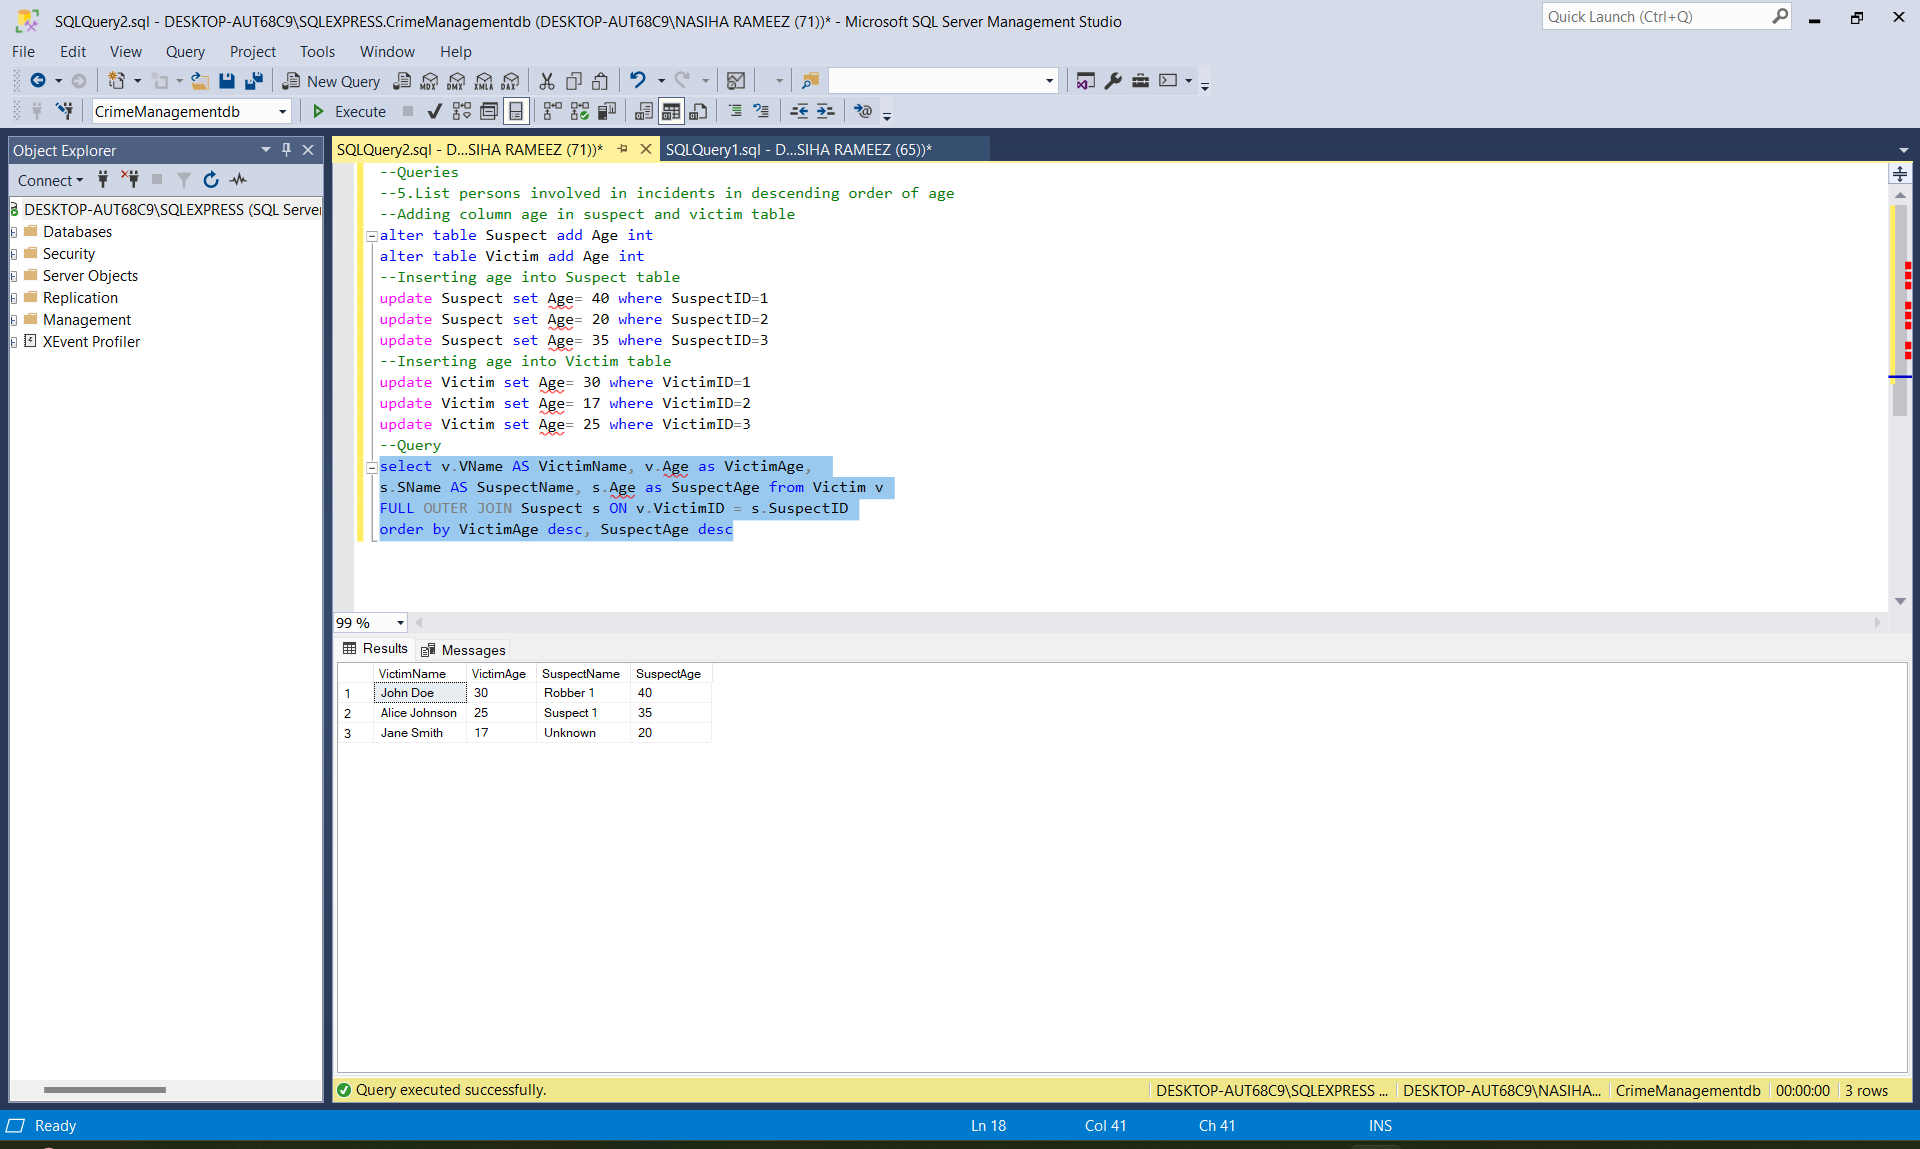 SQLQuery2.sql - DESKTOP-AUT68C9\SQLEXPRESS.CrimeManagementdb (DESKTOP-AUT68C9\NASIHA RAMEEZ (71))* - Microsoft SQL Server Management Studio
Quick Launch (Ctrl+Q)
File Edit View Query Project Tools Window Help
New Query MDX DMX XMLA DAX
CrimeManagementdb Execute
Object Explorer
SQLQuery2.sql - D...SIHA RAMEEZ (71))* SQLQuery1.sql - D...SIHA RAMEEZ (65))*
Connect
DESKTOP-AUT68C9\SQLEXPRESS (SQL Server
Databases
Security
Server Objects
Replication
Management
XEvent Profiler
--Queries
--5.List persons involved in incidents in descending order of age
--Adding column age in suspect and victim table
alter table Suspect add Age int
alter table Victim add Age int
--Inserting age into Suspect table
update Suspect set Age= 40 where SuspectID=1
update Suspect set Age= 20 where SuspectID=2
update Suspect set Age= 35 where SuspectID=3
--Inserting age into Victim table
update Victim set Age= 30 where VictimID=1
update Victim set Age= 17 where VictimID=2
update Victim set Age= 25 where VictimID=3
--Query
select v.VName AS VictimName, v.Age as VictimAge,
s.SName AS SuspectName, s.Age as SuspectAge from Victim v
FULL OUTER JOIN Suspect s ON v.VictimID = s.SuspectID
order by VictimAge desc, SuspectAge desc
99 %
Results Messages
VictimName VictimAge SuspectName SuspectAge
1 John Doe 30 Robber 1 40
2 Alice Johnson 25 Suspect 1 35
3 Jane Smith 17 Unknown 20
Query executed successfully.
DESKTOP-AUT68C9\SQLEXPRESS ... DESKTOP-AUT68C9\NASIHA... CrimeManagementdb 00:00:00 3 rows
Ready Ln 18 Col 41 Ch 41 INS